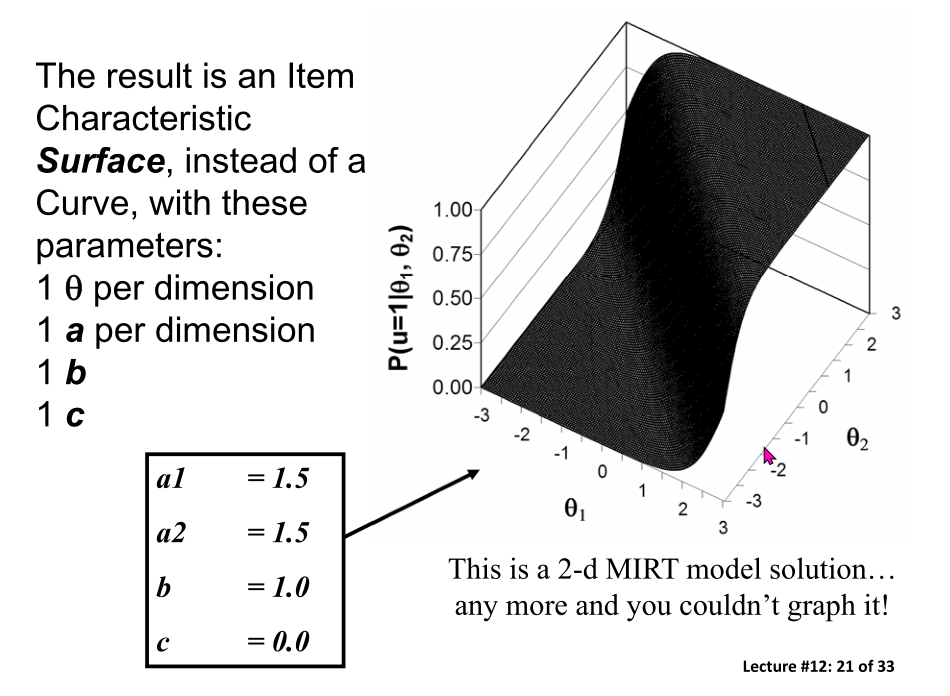 The result is an Item
Characteristic
Surface, instead of a
Curve, with these
parameters:
1 θ per dimension
1 a per dimension
1 b
1 c
a1 = 1.5
a2 = 1.5
b = 1.0
c = 0.0
P(u=1|θ1, θ2)
1.00
0.75
0.50
0.25
0.00
-3
-2
-1
0
1
2
3
θ1
3
2
1
0
-1
-2
-3
θ2
This is a 2-d MIRT model solution…
any more and you couldn’t graph it!
Lecture #12: 21 of 33